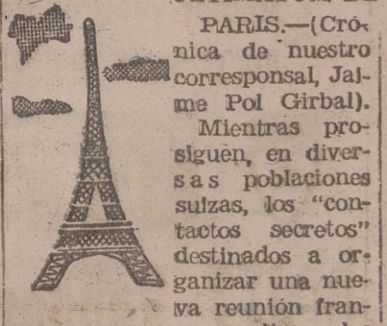 PARIS.—(Cró-
nica de nuestro
corresponsal, Jai-
me Pol Girbal).
Mientras pro-
siguen, en diver-
sas poblaciones
suizas, los "con-
tactos secretos"
destinados a or-
ganizar una nue-
va reunión fran-